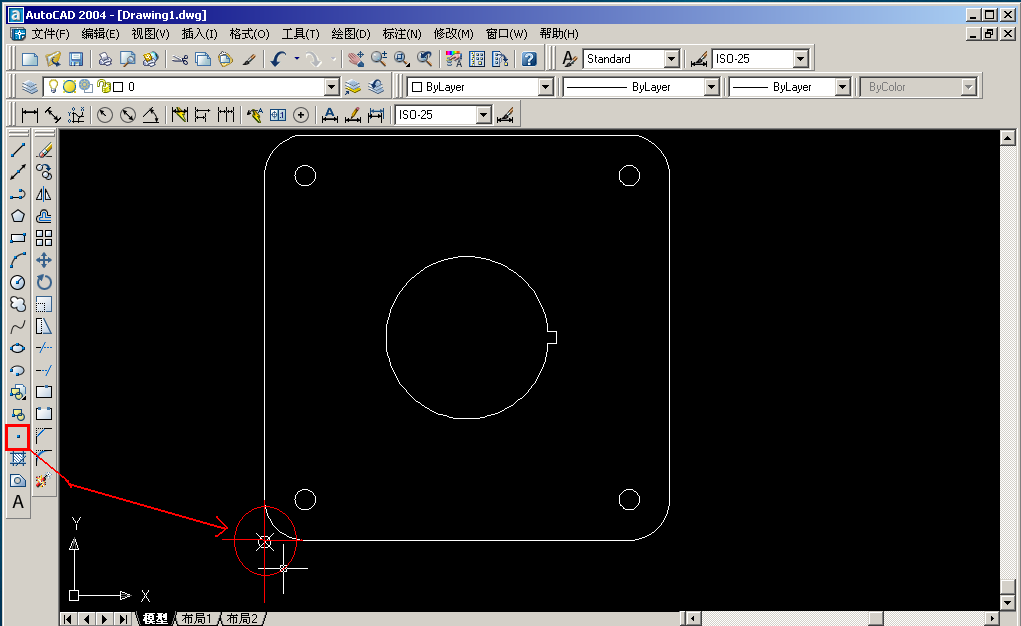 AutoCAD 2004 - [Drawing1.dwg]
文件(F) 编辑(E) 视图(V) 插入(I) 格式(O) 工具(T) 绘图(D) 标注(N) 修改(M) 窗口(W) 帮助(H)
Standard ISO-25
0 ByLayer ByLayer ByLayer ByColor
ISO-25
A
Y
X
模型 布局1 布局2